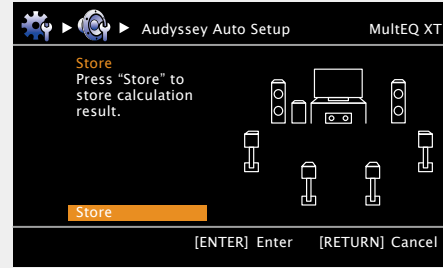 Audyssey Auto Setup MultEQ XT
Store
Press “Store” to
store calculation
result.
Store
[ENTER] Enter [RETURN] Cancel